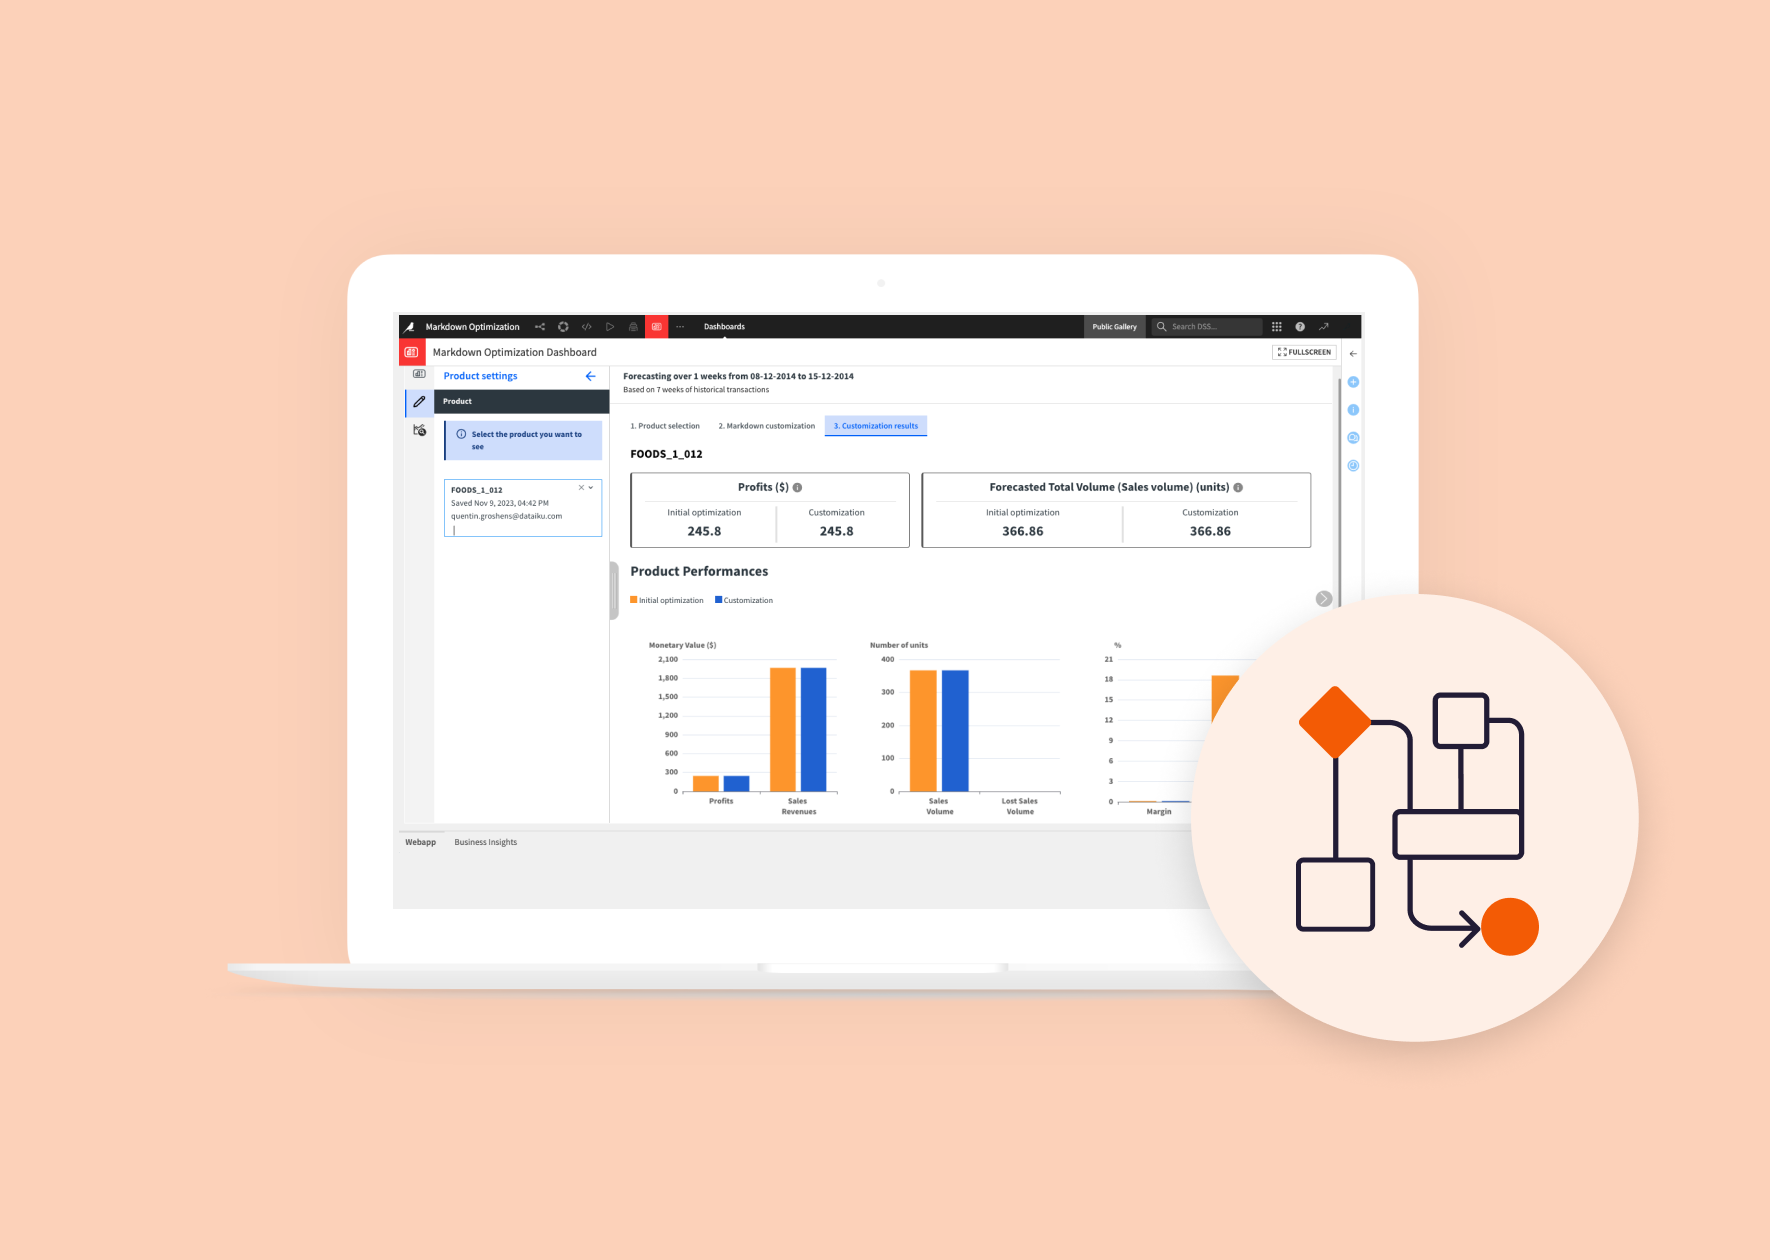 Markdown Optimization
Dashboards
Public Gallery
Search DSS...
Markdown Optimization Dashboard
FULLSCREEN
Product settings
Product
Select the product you want to
see
FOODS_1_012
Saved Nov 9, 2023, 04:42 PM
quentin.groshens@dataiku.com
Forecasting over 1 weeks from 08-12-2014 to 15-12-2014
Based on 7 weeks of historical transactions
1. Product selection
2. Markdown customization
3. Customization results
FOODS_1_012
Profits ($)
Initial optimization
Customization
245.8
245.8
Forecasted Total Volume (Sales volume) (units)
Initial optimization
Customization
366.86
366.86
Product Performances
Initial optimization
Customization
Monetary Value ($)
2,100
1,800
1,500
1,200
900
600
300
0
Profits
Sales
Revenues
Number of units
400
300
200
100
0
Sales
Volume
Lost Sales
Volume
%
21
18
15
12
9
6
3
0
Margin
Webapp
Business Insights